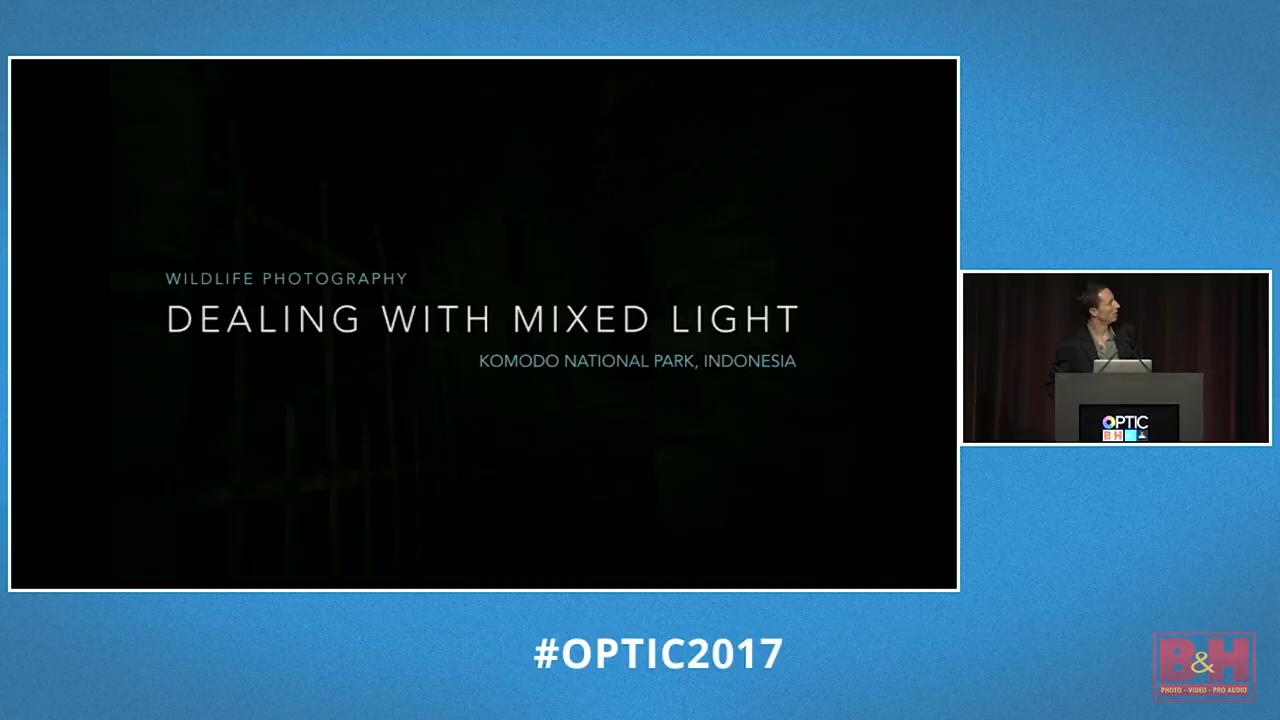 WILDLIFE PHOTOGRAPHY
DEALING WITH MIXED LIGHT
KOMODO NATIONAL PARK, INDONESIA
OPTIC
B H
#OPTIC2017
B&H
PHOTO - VIDEO - PRO AUDIO